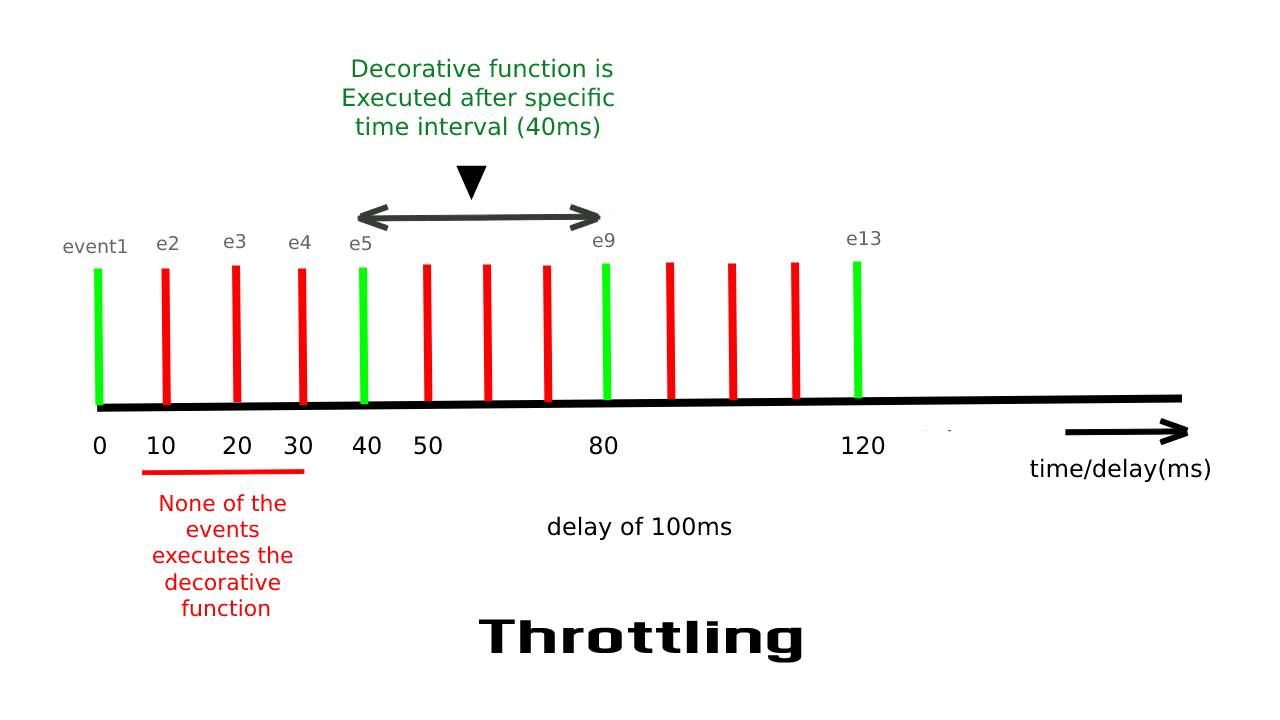 Decorative function is
Executed after specific
time interval (40ms)
event1 e2 e3 e4 e5 e9 e13
0 10 20 30 40 50 80 120
time/delay(ms)
None of the
events
executes the
decorative
function
delay of 100ms
Throttling